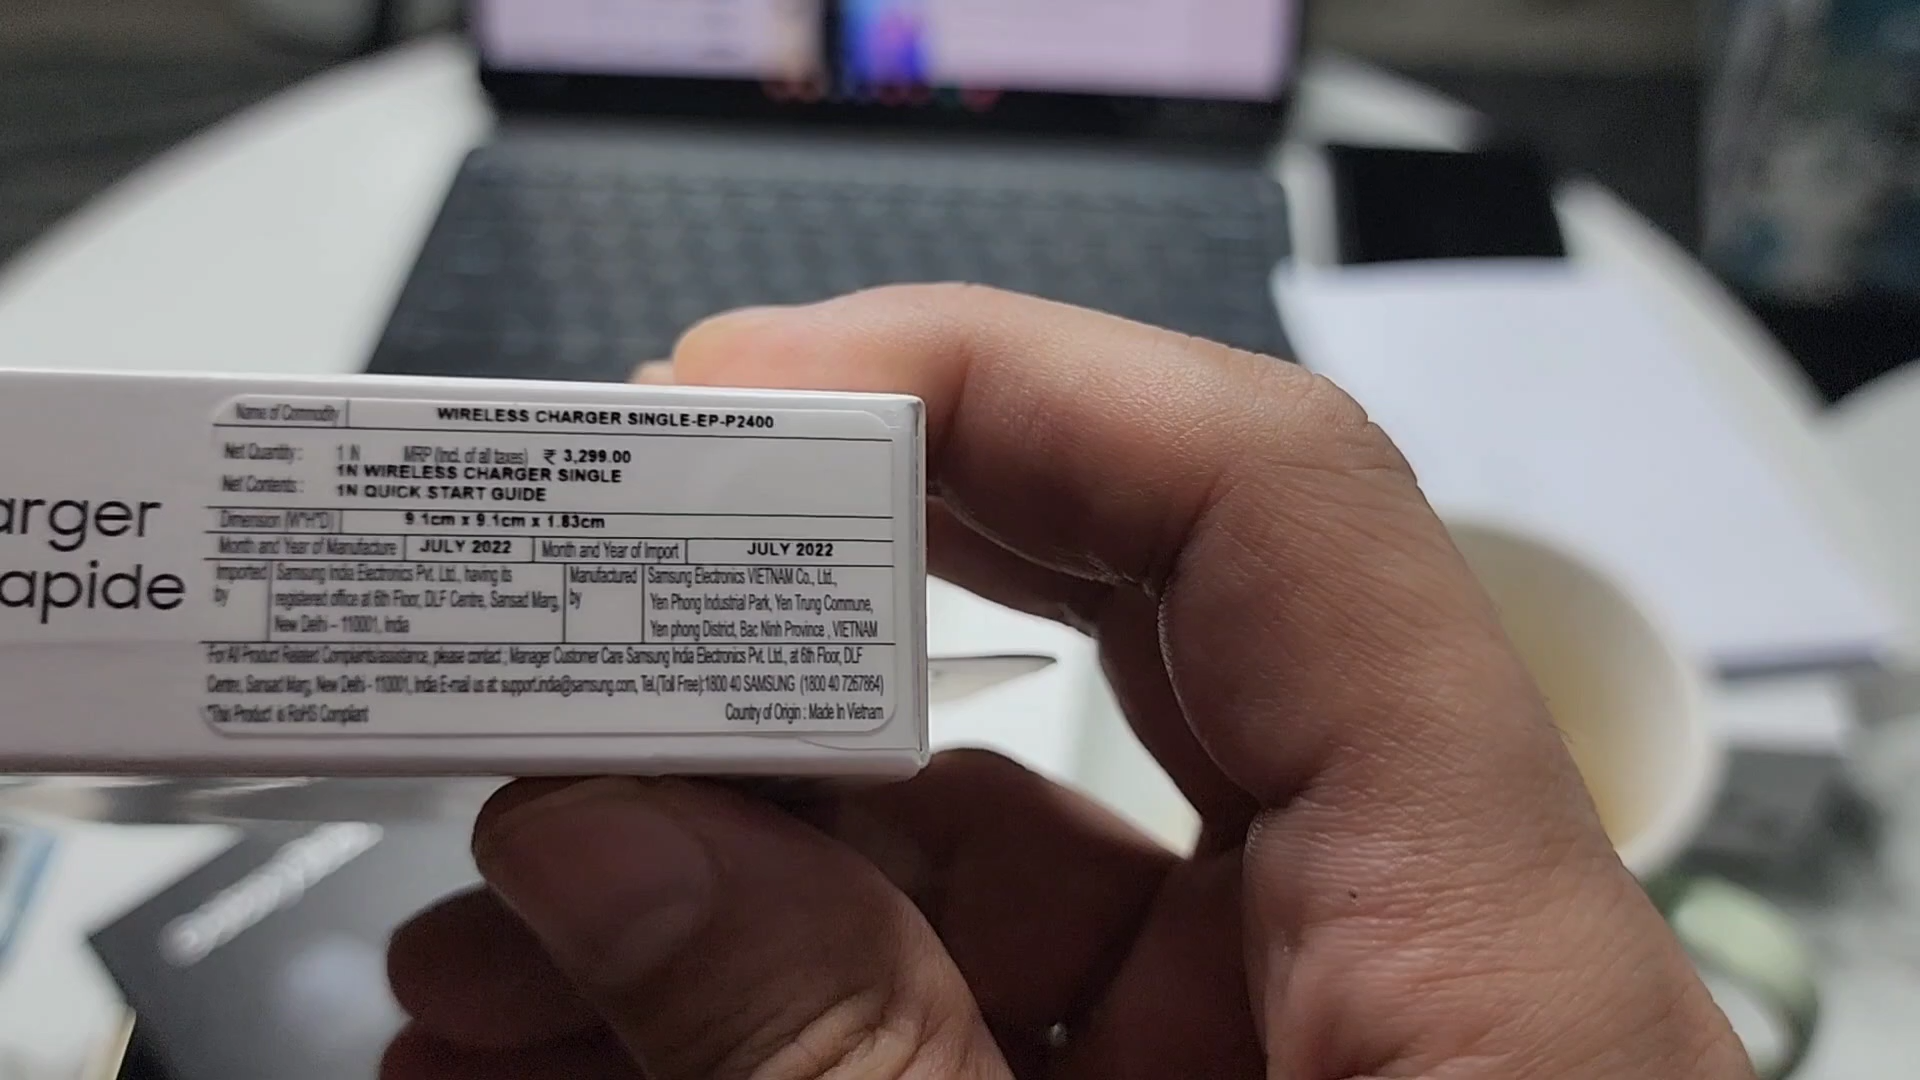 arger
apide
Name of Commodity WIRELESS CHARGER SINGLE-EP-P2400
Net Quantity : 1 N MRP (Incl. of all taxes) ₹ 3,299.00
Net Contents : 1N WIRELESS CHARGER SINGLE
1N QUICK START GUIDE
Dimension (W*H*D) 9.1cm x 9.1cm x 1.83cm
Month and Year of Manufacture JULY 2022 Month and Year of Import JULY 2022
Imported by Samsung India Electronics Pvt. Ltd., having its
registered office at 6th Floor, DLF Centre, Sansad Marg,
New Delhi – 110001, India
Manufactured by Samsung Electronics VIETNAM Co., Ltd.,
Yen Phong Industrial Park, Yen Trung Commune,
Yen phong District, Bac Ninh Province , VIETNAM
For All Product Related Complaints/assistance, please contact ; Manager Customer Care Samsung India Electronics Pvt. Ltd., at 6th Floor, DLF
Centre, Sansad Marg, New Delhi - 110001, India E-mail us at: support.india@samsung.com, Tel.(Toll Free):1800 40 SAMSUNG (1800 40 7267864)
"This Product" is RoHS Compliant Country of Origin : Made In Vietnam